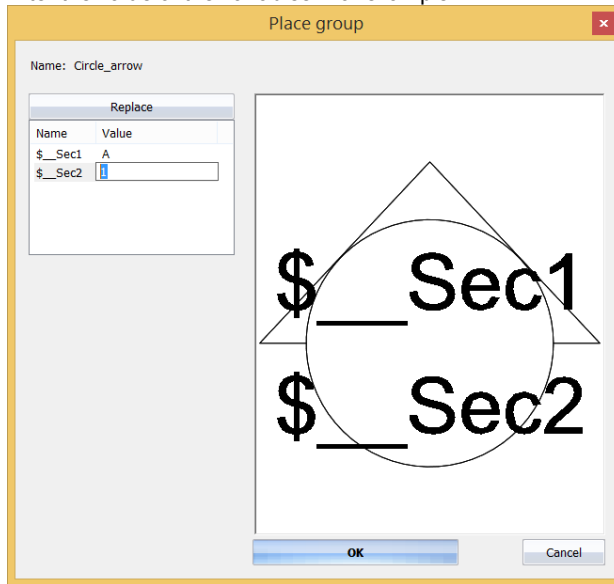 Place group
Name: Circle_arrow
Replace
Name Value
$__Sec1 A
$__Sec2 1
$__Sec1
$__Sec2
OK
Cancel